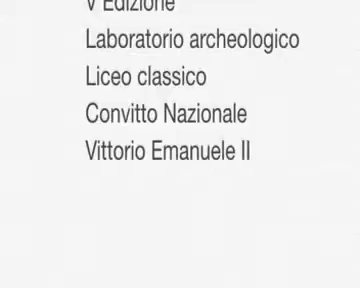 V Edizione
Laboratorio archeologico
Liceo classico
Convitto Nazionale
Vittorio Emanuele II